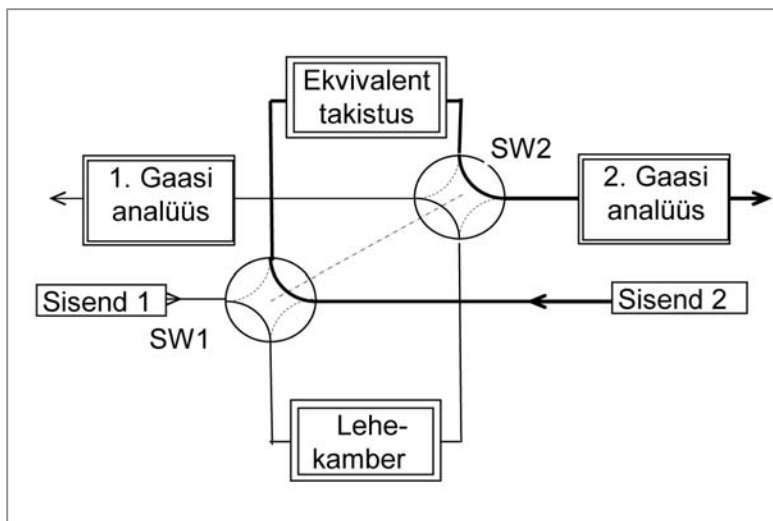 Ekvivalent
takistus
SW2
1. Gaasi
analüüs
2. Gaasi
analüüs
Sisend 1
Sisend 2
SW1
Lehe-
kamber